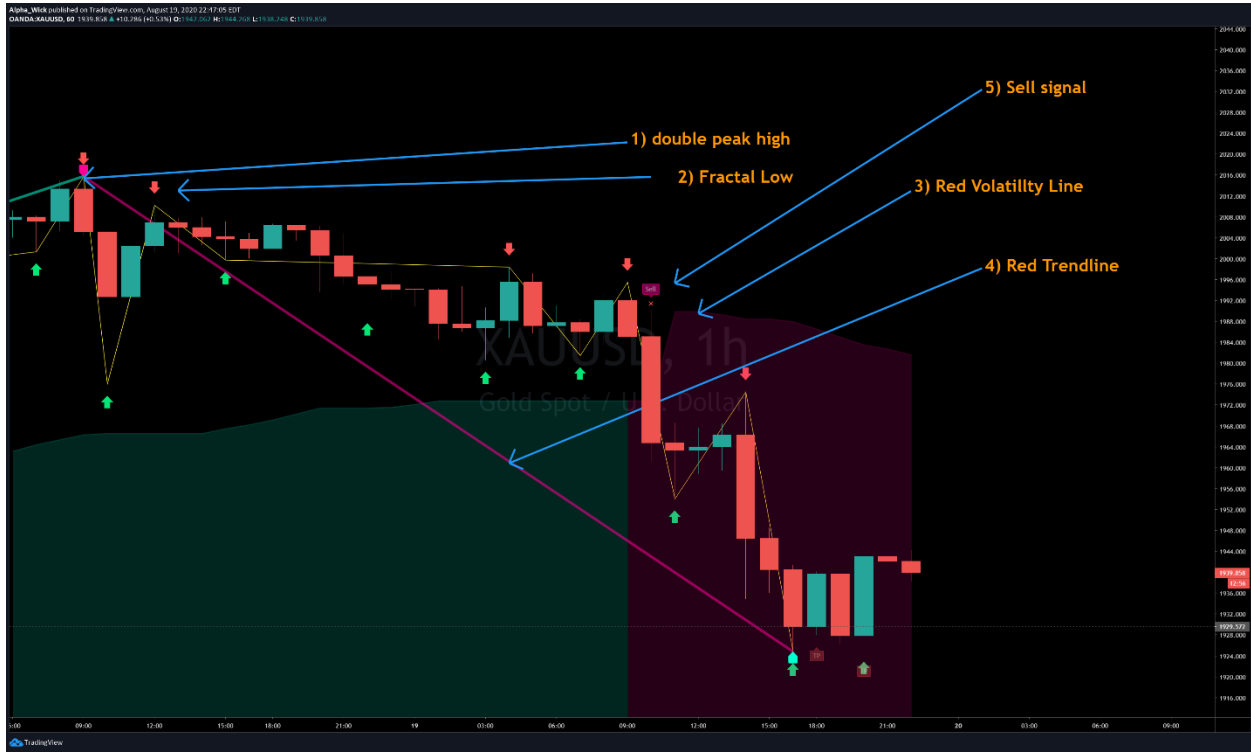 Alpha_Wick published on TradingView.com, August 19, 2020 22:47:05 EDT
OANDA:XAUUSD, 60 1939.858 ▲ +10.286 (+0.53%) O:1942.062 H:1944.268 L:1938.248 C:1939.858
5) Sell signal
1) double peak high
2) Fractal Low
3) Red Volatillty Line
4) Red Trendline
Sell
XAUUSD, 1h
Gold Spot / U.S. Dollar
TP
2044.000
2040.000
2036.000
2032.000
2028.000
2024.000
2020.000
2016.000
2012.000
2008.000
2004.000
2000.000
1996.000
1992.000
1988.000
1984.000
1980.000
1976.000
1972.000
1968.000
1964.000
1960.000
1956.000
1952.000
1948.000
1944.000
1939.858
12:56
1936.000
1932.000
1929.572
1928.000
1924.000
1920.000
1916.000
09:00 12:00 15:00 18:00 21:00 19 03:00 06:00 09:00 12:00 15:00 18:00 21:00 20 03:00 06:00 09:00
TradingView